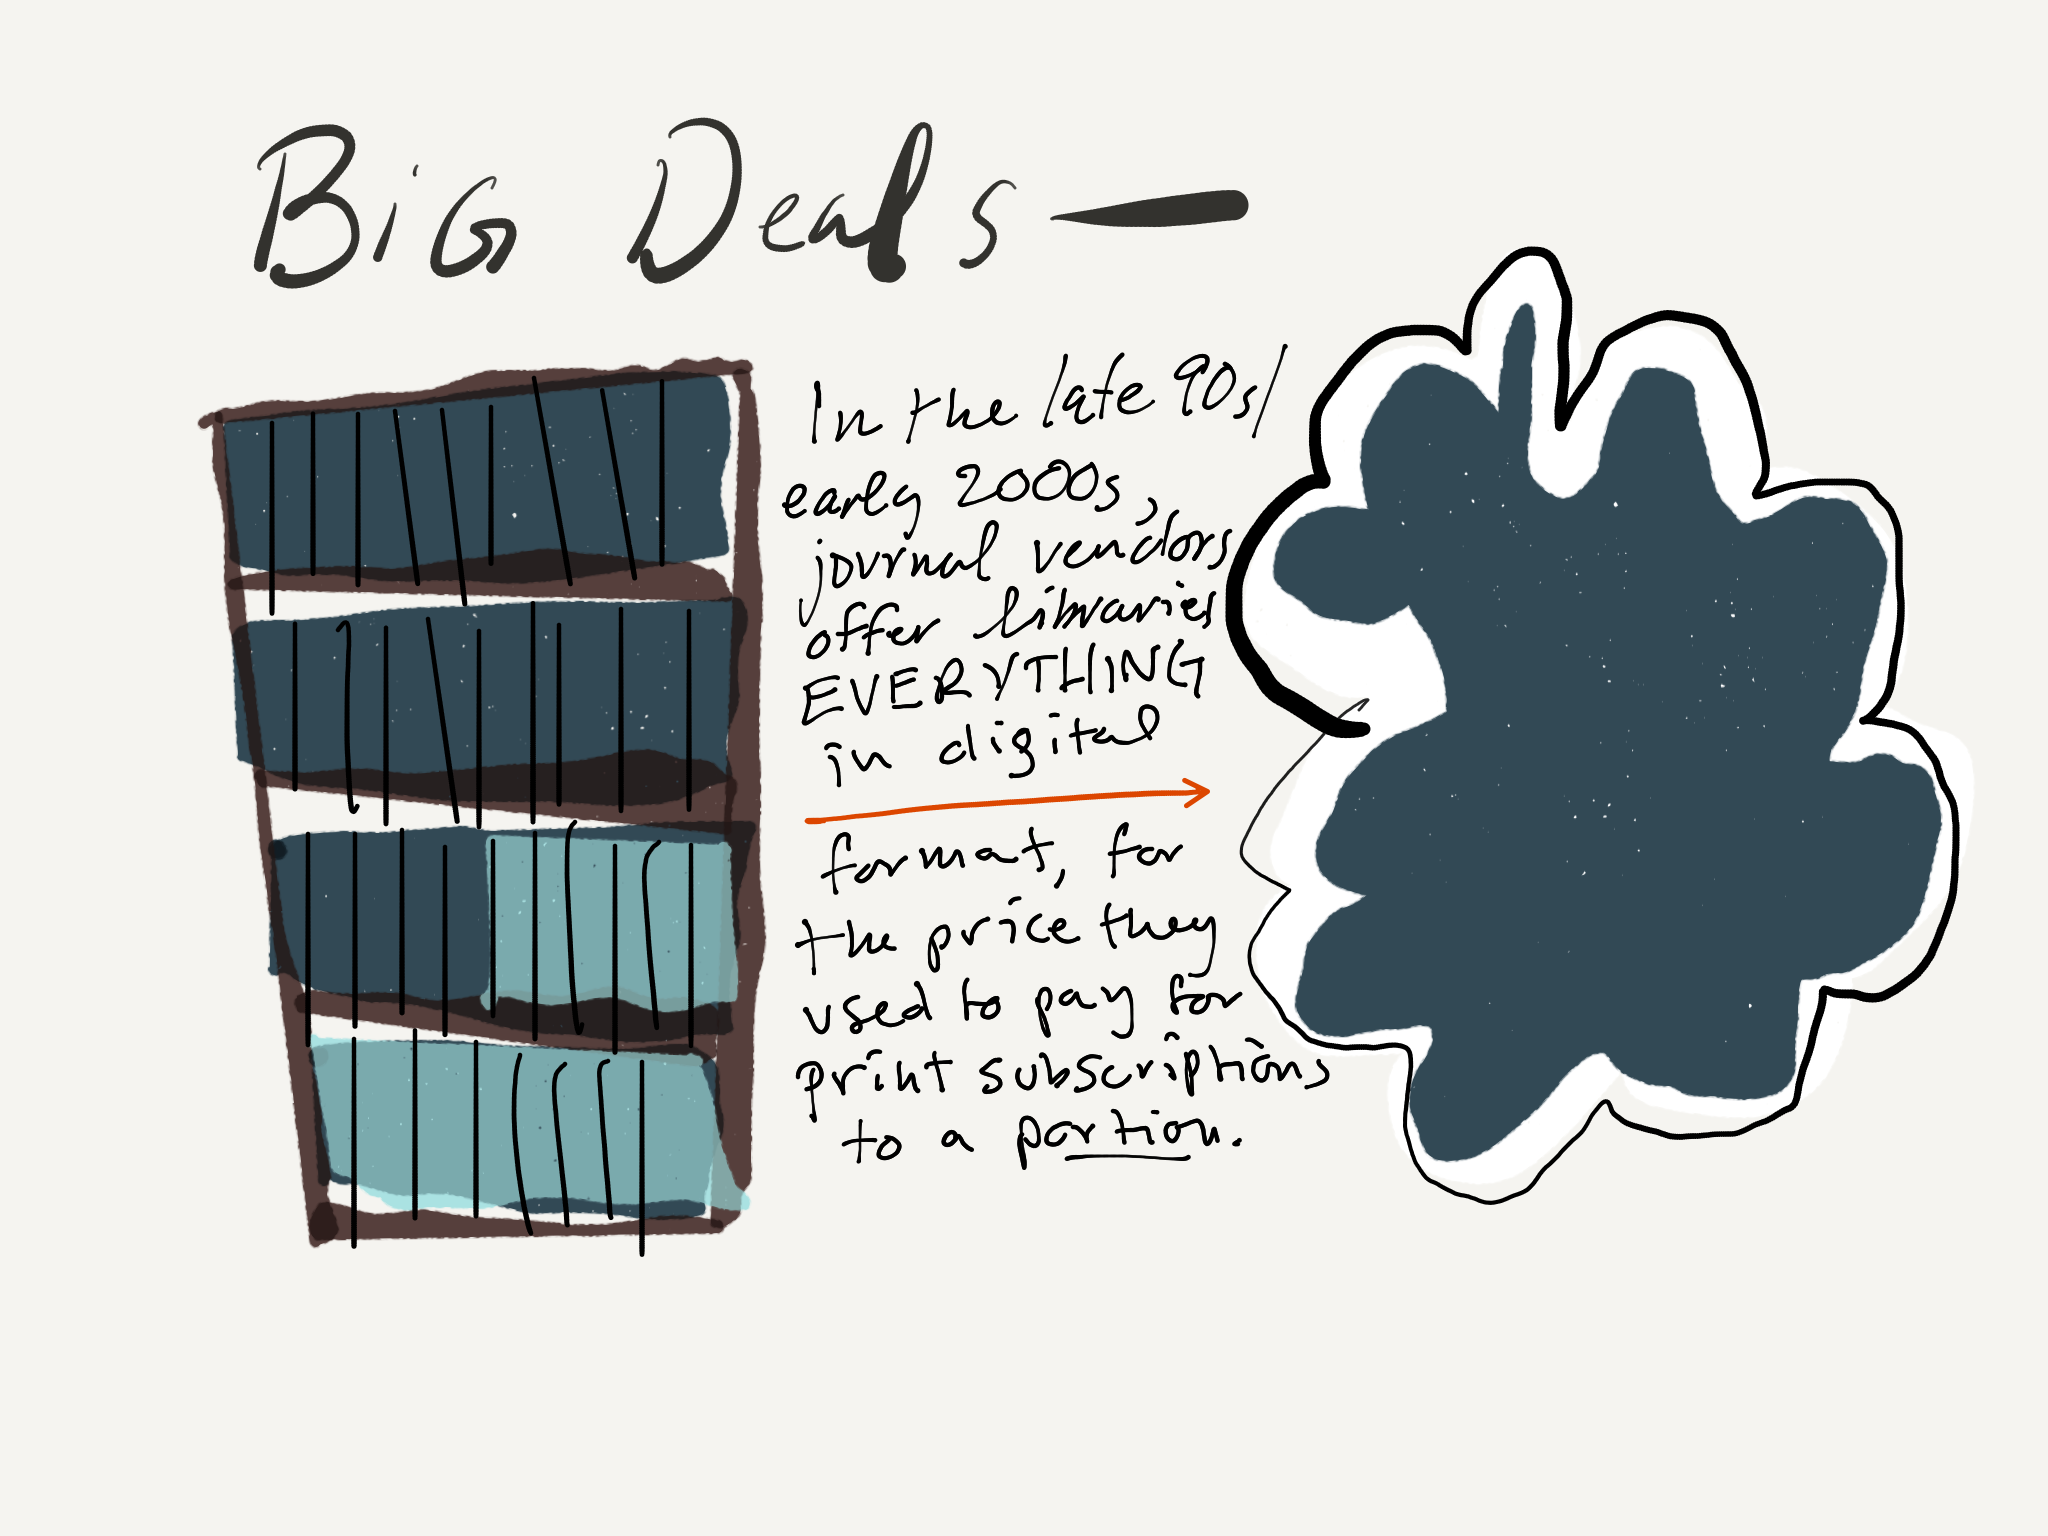 BiG Deals—
In the late 90s/
early 2000s,
journal vendors
offer libraries
EVERYTHING
in digital
format, for
the price they
used to pay for
print subscriptions
to a portion.